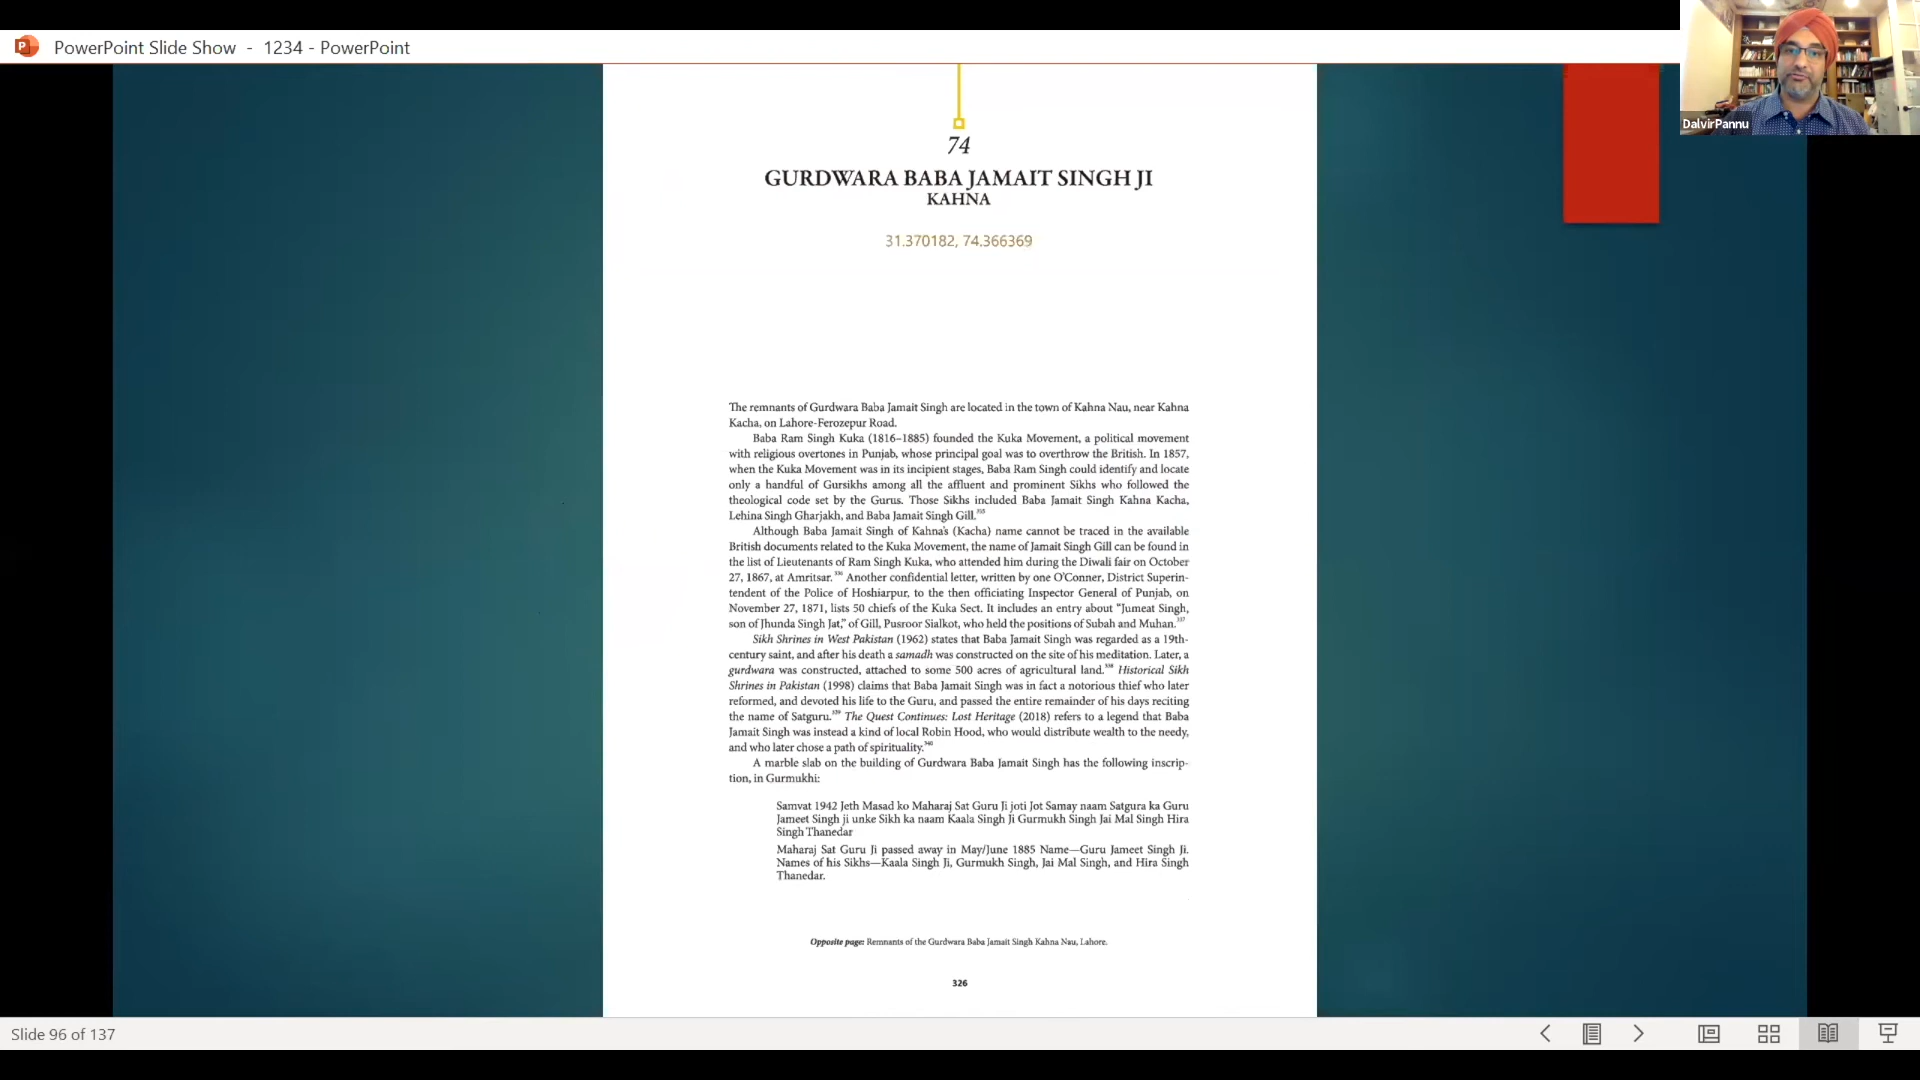 PowerPoint Slide Show - 1234 - PowerPoint
DalvirPannu
74
GURDWARA BABA JAMAIT SINGH JI
KAHNA
31.370182, 74.366369
The remnants of Gurdwara Baba Jamait Singh are located in the town of Kahna Nau, near Kahna
Kacha, on Lahore-Ferozepur Road.
Baba Ram Singh Kuka (1816–1885) founded the Kuka Movement, a political movement
with religious overtones in Punjab, whose principal goal was to overthrow the British. In 1857,
when the Kuka Movement was in its incipient stages, Baba Ram Singh could identify and locate
only a handful of Gursikhs among all the affluent and prominent Sikhs who followed the
theological code set by the Gurus. Those Sikhs included Baba Jamait Singh Kahna Kacha,
Lehina Singh Gharjakh, and Baba Jamait Singh Gill.335
Although Baba Jamait Singh of Kahna's (Kacha) name cannot be traced in the available
British documents related to the Kuka Movement, the name of Jamait Singh Gill can be found in
the list of Lieutenants of Ram Singh Kuka, who attended him during the Diwali fair on October
27, 1867, at Amritsar.336 Another confidential letter, written by one O'Conner, District Superin-
tendent of the Police of Hoshiarpur, to the then officiating Inspector General of Punjab, on
November 27, 1871, lists 50 chiefs of the Kuka Sect. It includes an entry about "Jumeat Singh,
son of Jhunda Singh Jat," of Gill, Pusroor Sialkot, who held the positions of Subah and Muhan.337
Sikh Shrines in West Pakistan (1962) states that Baba Jamait Singh was regarded as a 19th-
century saint, and after his death a samadh was constructed on the site of his meditation. Later, a
gurdwara was constructed, attached to some 500 acres of agricultural land.338 Historical Sikh
Shrines in Pakistan (1998) claims that Baba Jamait Singh was in fact a notorious thief who later
reformed, and devoted his life to the Guru, and passed the entire remainder of his days reciting
the name of Satguru.339 The Quest Continues: Lost Heritage (2018) refers to a legend that Baba
Jamait Singh was instead a kind of local Robin Hood, who would distribute wealth to the needy,
and who later chose a path of spirituality.340
A marble slab on the building of Gurdwara Baba Jamait Singh has the following inscrip-
tion, in Gurmukhi:
Samvat 1942 Jeth Masad ko Maharaj Sat Guru Ji joti Jot Samay naam Satgura ka Guru
Jameet Singh ji unke Sikh ka naam Kaala Singh Ji Gurmukh Singh Jai Mal Singh Hira
Singh Thanedar
Maharaj Sat Guru Ji passed away in May/June 1885 Name—Guru Jameet Singh Ji.
Names of his Sikhs—Kaala Singh Ji, Gurmukh Singh, Jai Mal Singh, and Hira Singh
Thanedar.
Opposite page: Remnants of the Gurdwara Baba Jamait Singh Kahna Nau, Lahore.
326
Slide 96 of 137